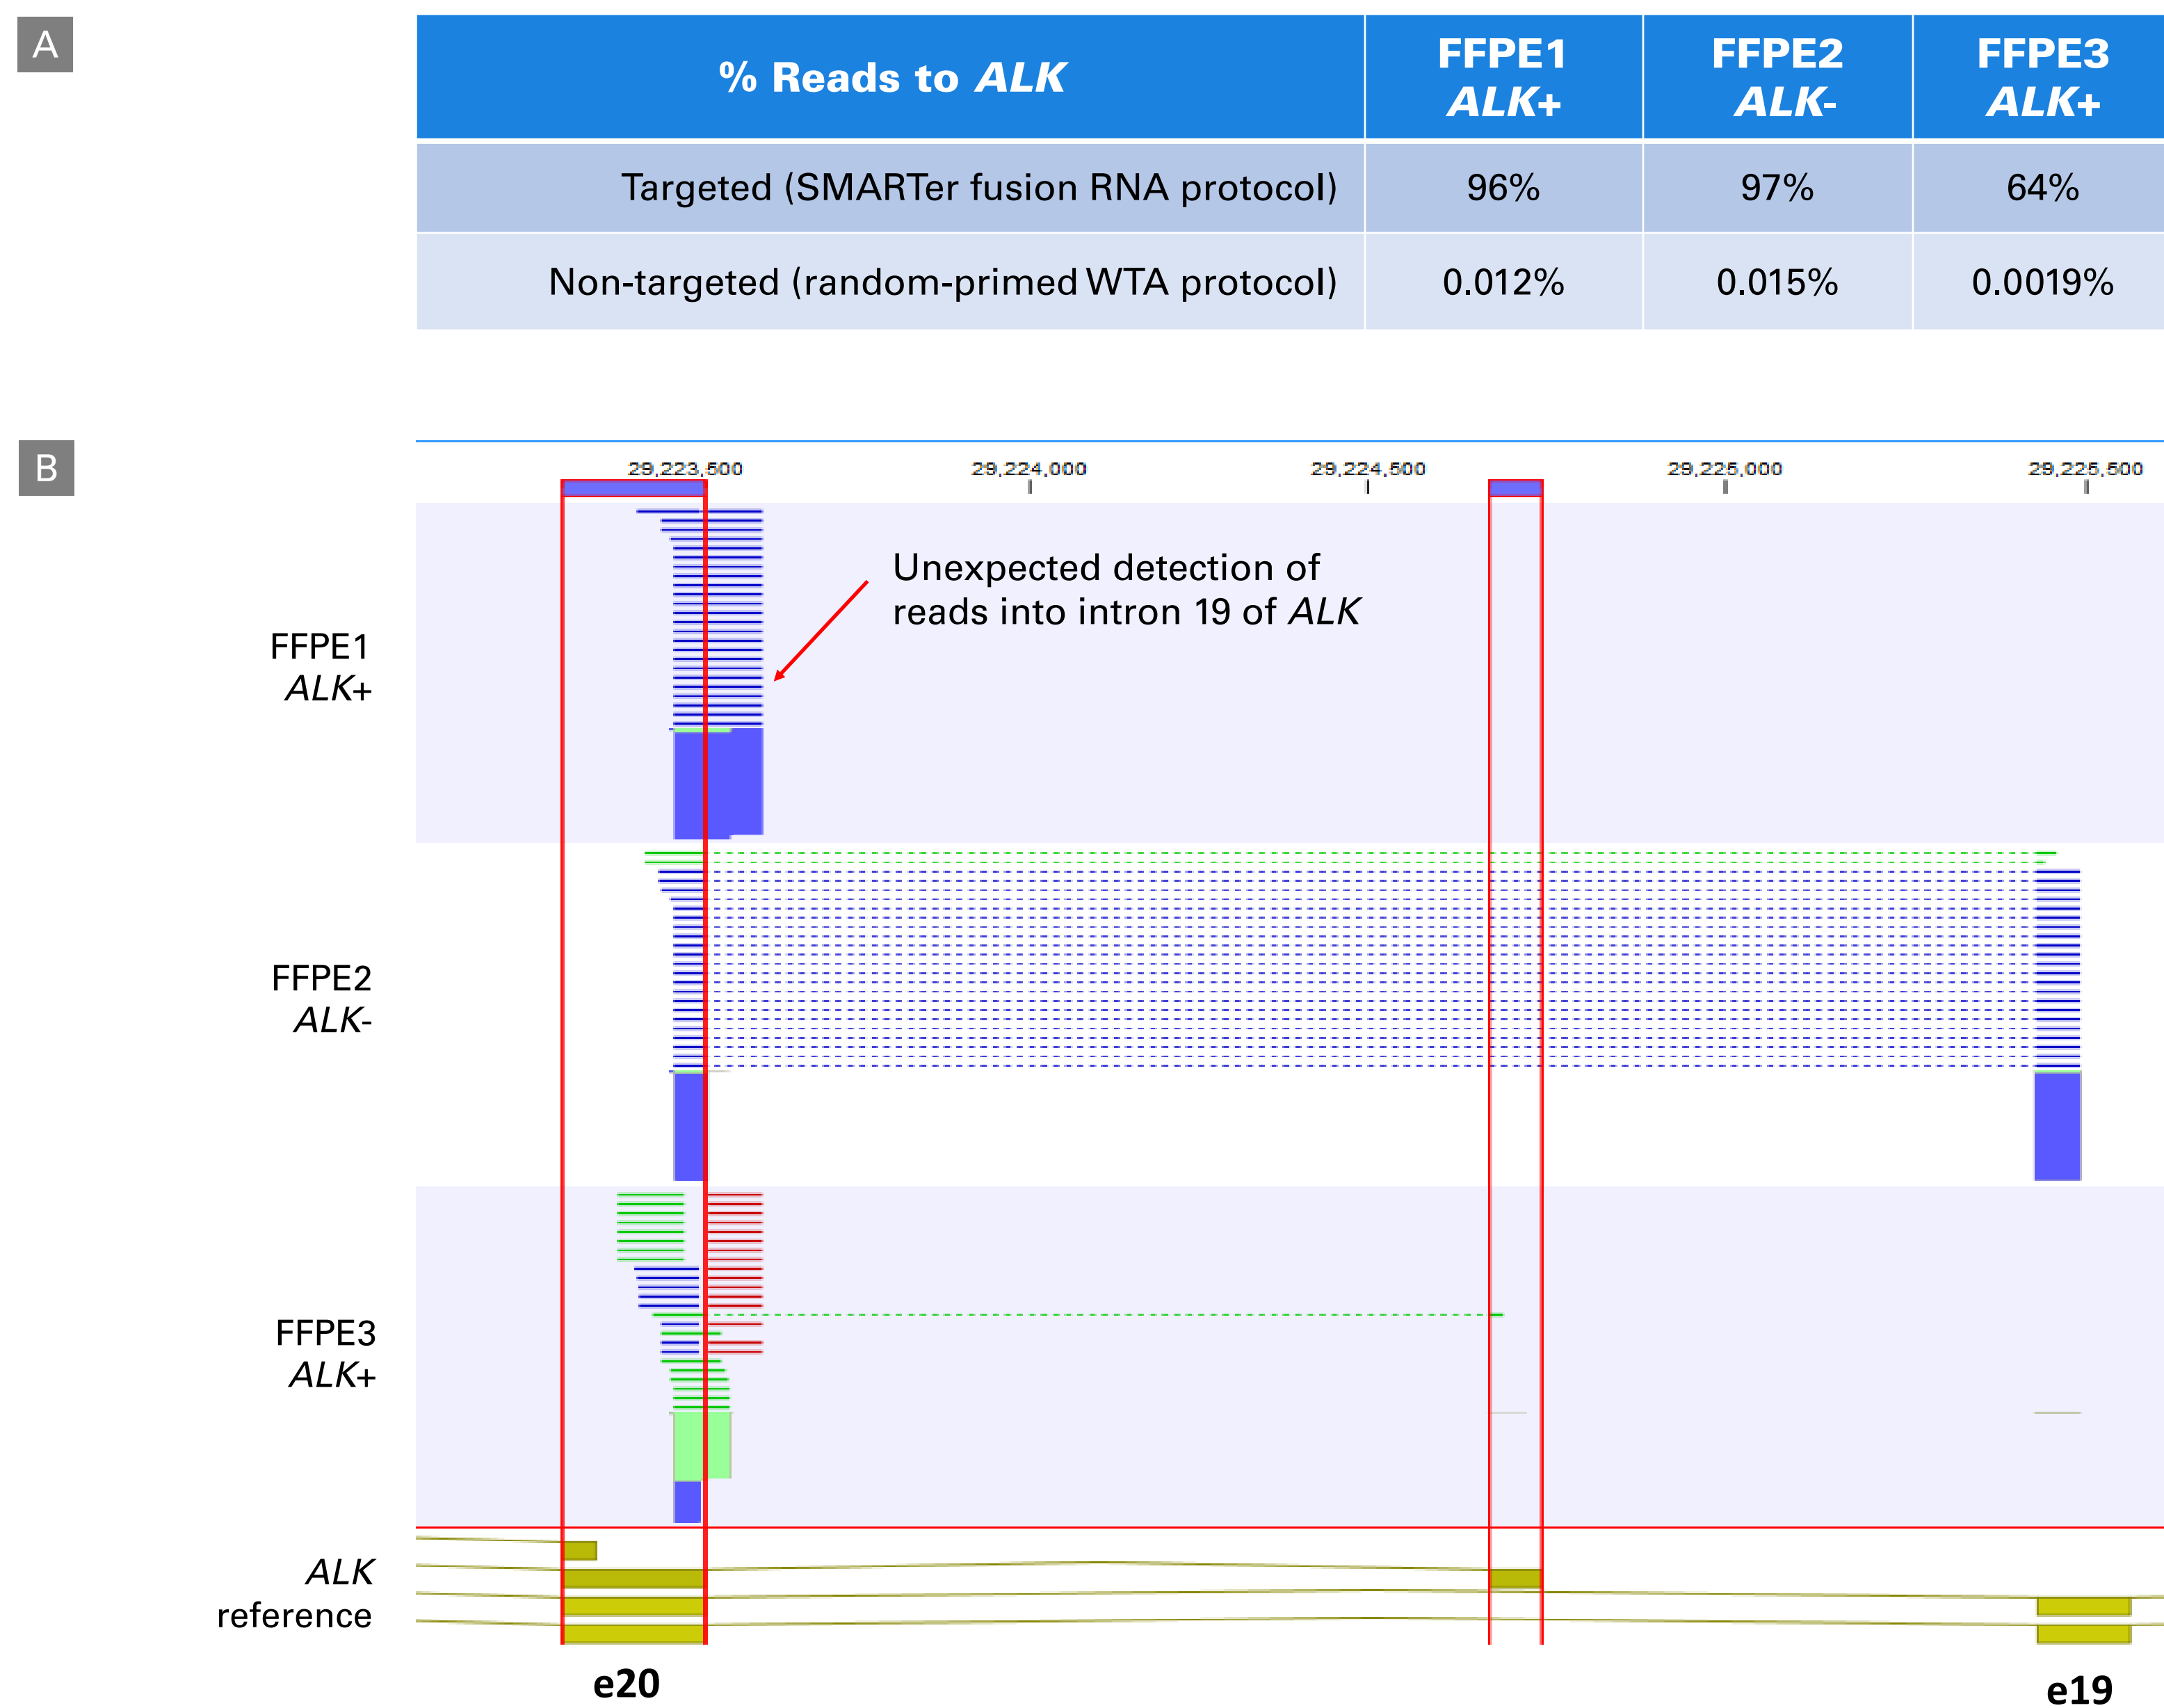 A
% Reads to ALK
FFPE1
ALK+
FFPE2
ALK-
FFPE3
ALK+
Targeted (SMARTer fusion RNA protocol) 96% 97% 64%
Non-targeted (random-primed WTA protocol) 0.012% 0.015% 0.0019%
B
29,223,500 29,224,000 29,224,500 29,225,000 29,225,500
Unexpected detection of
reads into intron 19 of ALK
FFPE1
ALK+
FFPE2
ALK-
FFPE3
ALK+
ALK
reference
e20 e19